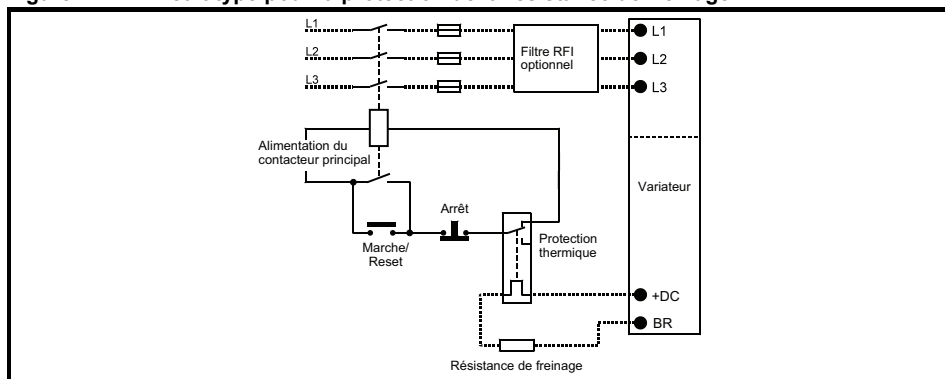 L1
L2
L3
Filtre RFI
optionnel
L1
L2
L3
Alimentation du
contacteur principal
Variateur
Arrêt
Marche/
Reset
Protection
thermique
+DC
BR
Résistance de freinage